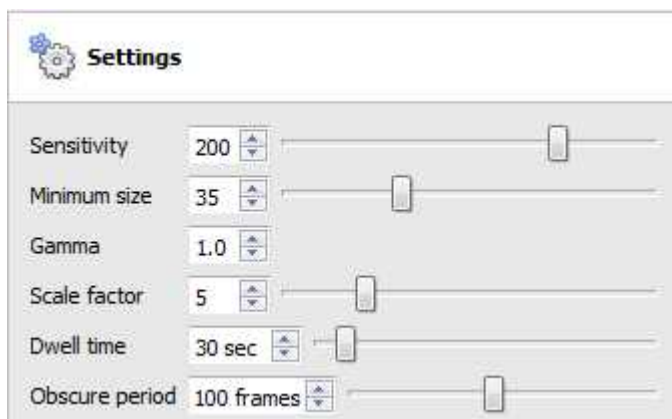 Settings
Sensitivity 200
Minimum size 35
Gamma 1.0
Scale factor 5
Dwell time 30 sec
Obscure period 100 frames